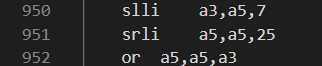 950 slli a3,a5,7
951 srli a5,a5,25
952 or a5,a5,a3